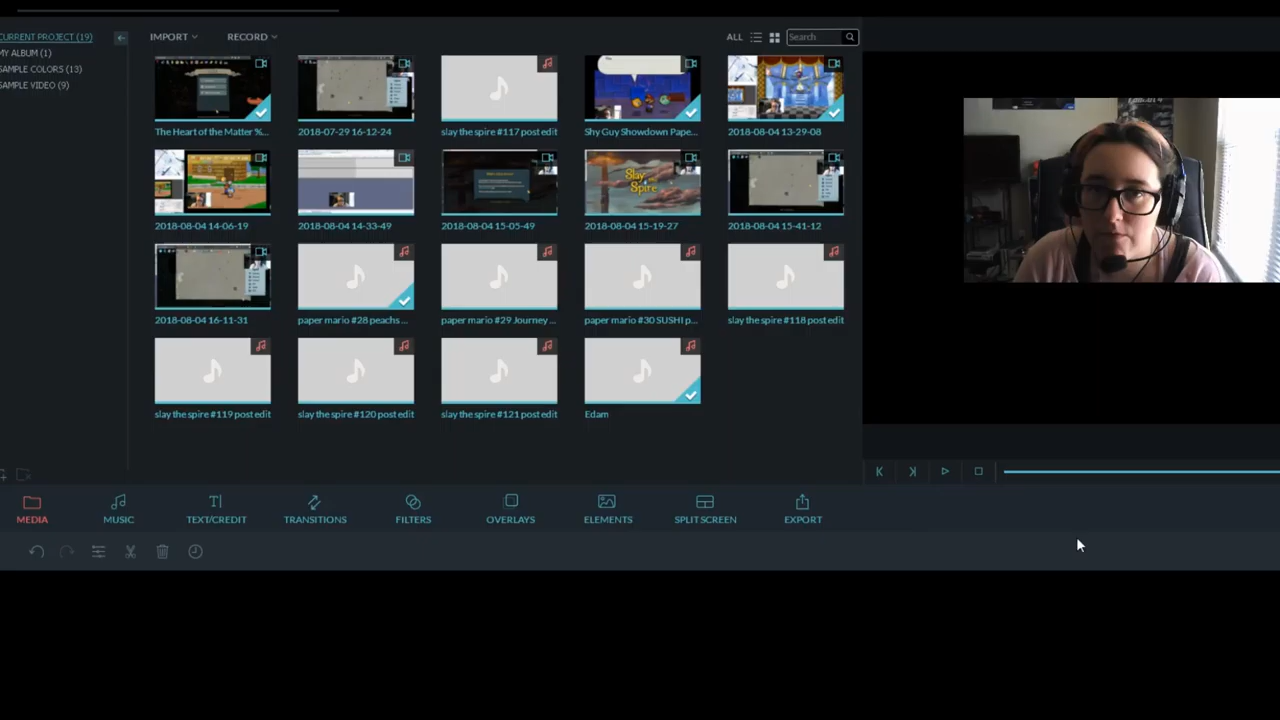 CURRENT PROJECT (19)
MY ALBUM (1)
SAMPLE COLORS (13)
SAMPLE VIDEO (9)
IMPORT
RECORD
ALL
Search
The Heart of the Matter %...
2018-07-29 16-12-24
slay the spire #117 post edit
Shy Guy Showdown Pape...
2018-08-04 13-29-08
2018-08-04 14-06-19
2018-08-04 14-33-49
2018-08-04 15-05-49
Slay the Spire
2018-08-04 15-19-27
2018-08-04 15-41-12
2018-08-04 16-11-31
paper mario #28 peachs ...
paper mario #29 Journey ...
paper mario #30 SUSHI p...
slay the spire #118 post edit
slay the spire #119 post edit
slay the spire #120 post edit
slay the spire #121 post edit
Edam
MEDIA
MUSIC
TEXT/CREDIT
TRANSITIONS
FILTERS
OVERLAYS
ELEMENTS
SPLIT SCREEN
EXPORT